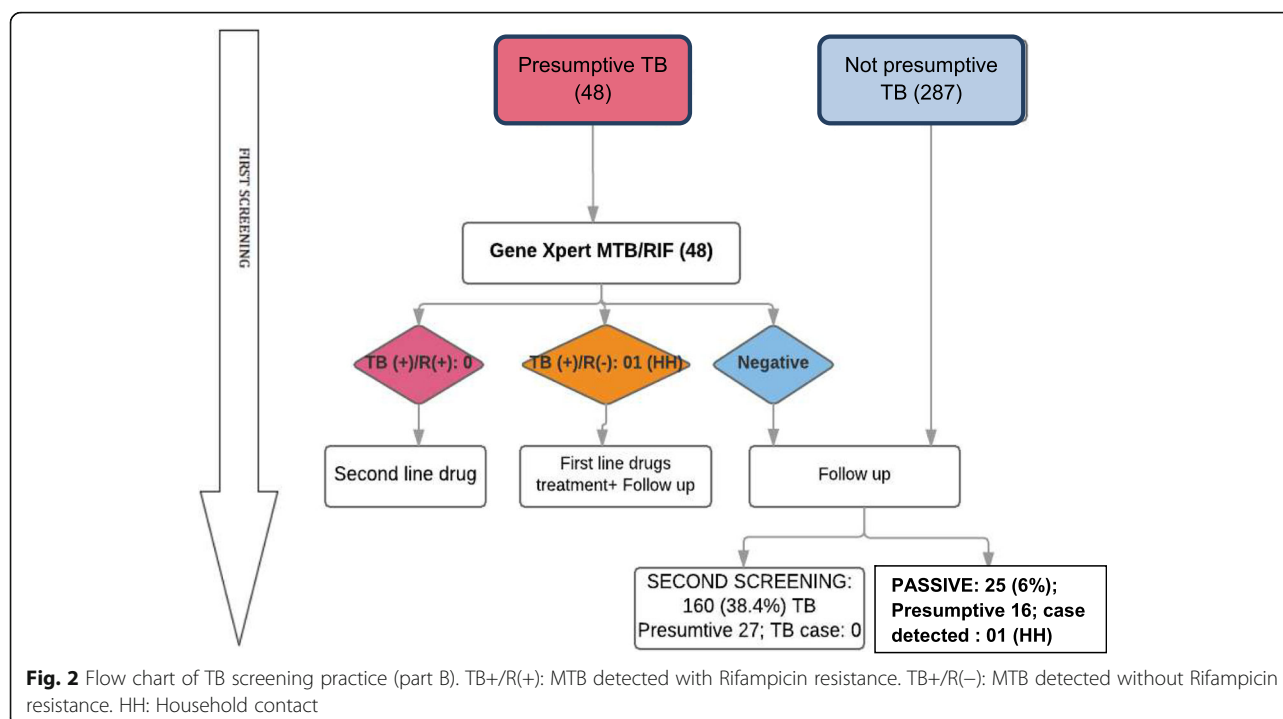 Presumptive TB
(48)
Not presumptive
TB (287)
FIRST SCREENING
Gene Xpert MTB/RIF (48)
TB (+)/R(+): 0
TB (+)/R(-): 01 (HH)
Negative
Second line drug
First line drugs
treatment+ Follow up
Follow up
SECOND SCREENING:
160 (38.4%) TB
Presumtive 27; TB case: 0
PASSIVE: 25 (6%);
Presumptive 16; case
detected : 01 (HH)
Fig. 2 Flow chart of TB screening practice (part B). TB+/R(+): MTB detected with Rifampicin resistance. TB+/R(−): MTB detected without Rifampicin
resistance. HH: Household contact